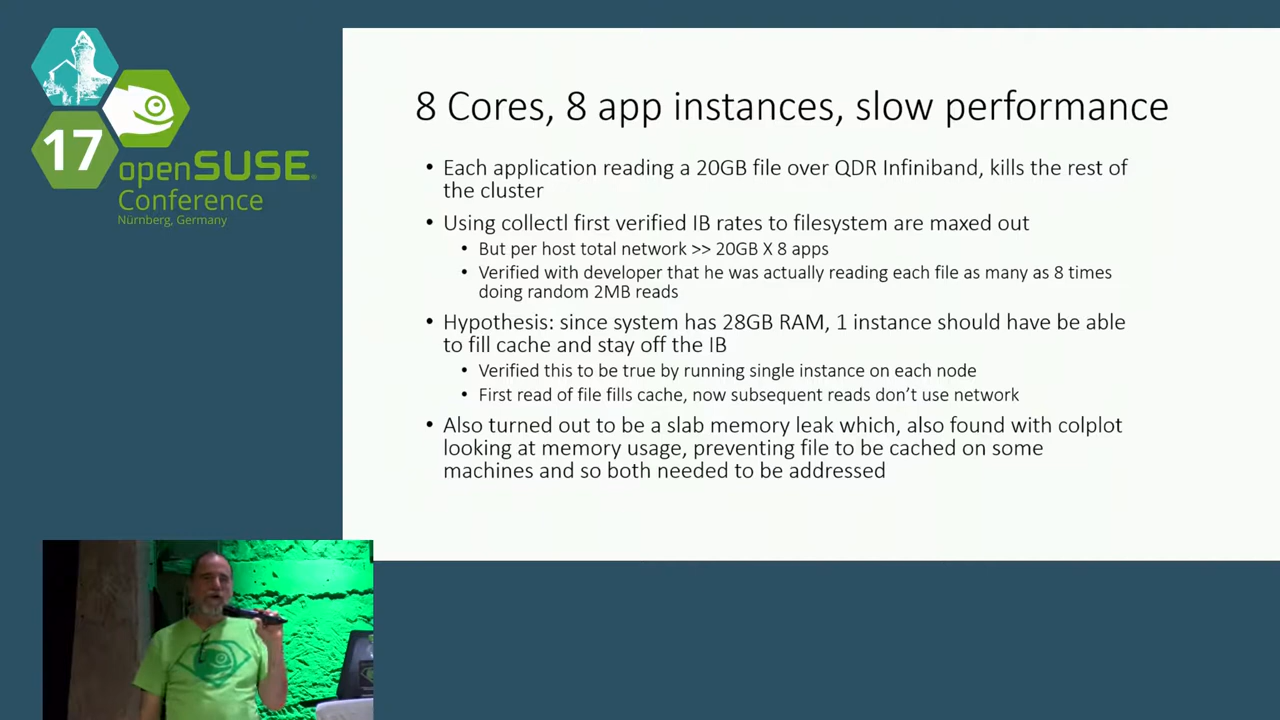 17
openSUSE
Conference
Nürnberg, Germany
8 Cores, 8 app instances, slow performance
• Each application reading a 20GB file over QDR Infiniband, kills the rest of
the cluster
• Using collectl first verified IB rates to filesystem are maxed out
• But per host total network >> 20GB X 8 apps
• Verified with developer that he was actually reading each file as many as 8 times
doing random 2MB reads
• Hypothesis: since system has 28GB RAM, 1 instance should have be able
to fill cache and stay off the IB
• Verified this to be true by running single instance on each node
• First read of file fills cache, now subsequent reads don't use network
• Also turned out to be a slab memory leak which, also found with colplot
looking at memory usage, preventing file to be cached on some
machines and so both needed to be addressed